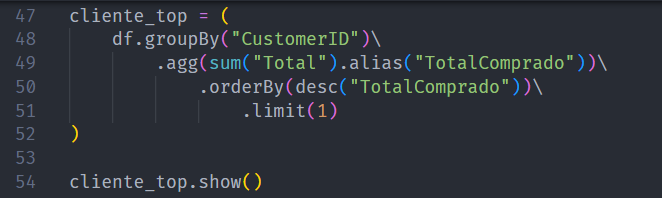 47 cliente_top = (
48     df.groupBy("CustomerID")\
49         .agg(sum("Total").alias("TotalComprado"))\
50             .orderBy(desc("TotalComprado"))\
51                 .limit(1)
52 )
53
54 cliente_top.show()